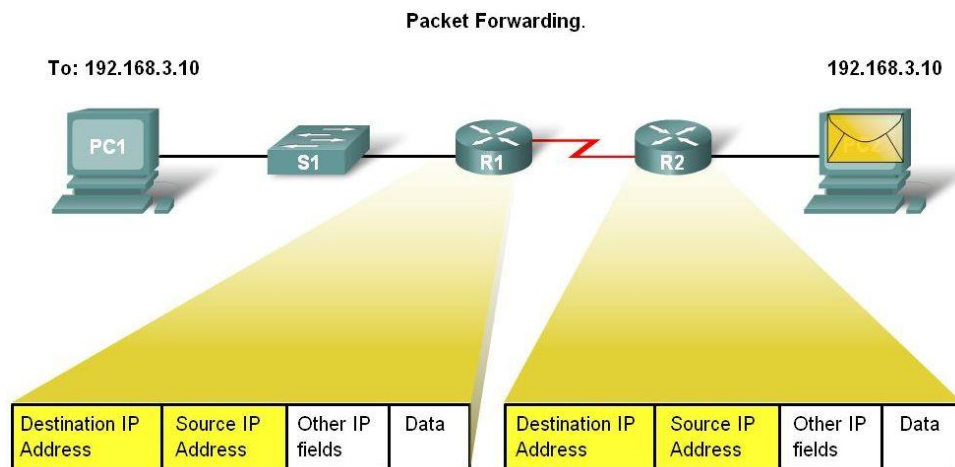 Packet Forwarding.
To: 192.168.3.10
192.168.3.10
PC1
S1
R1
R2
PC2
Destination IP
Address
Source IP
Address
Other IP
fields
Data
Destination IP
Address
Source IP
Address
Other IP
fields
Data